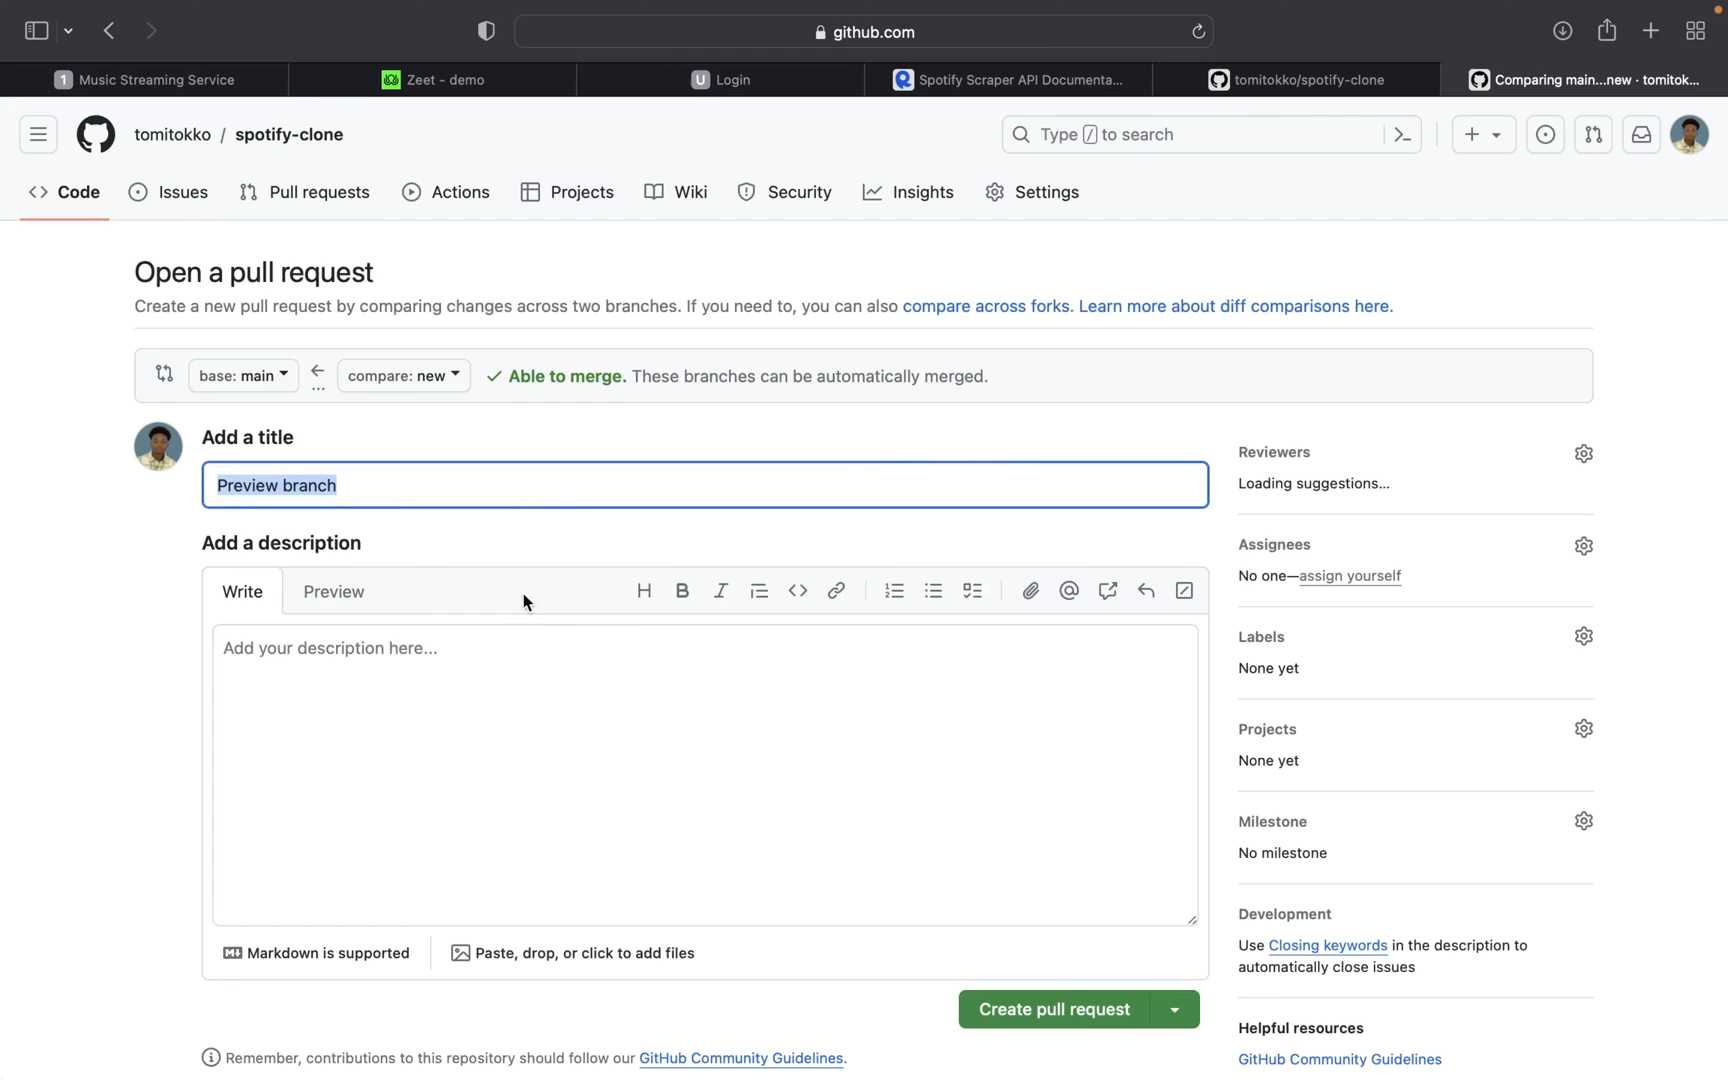 github.com
1 Music Streaming Service
Zeet - demo
U Login
Spotify Scraper API Documenta...
tomitokko/spotify-clone
Comparing main...new · tomitok...
tomitokko / spotify-clone
Type / to search
Code
Issues
Pull requests
Actions
Projects
Wiki
Security
Insights
Settings
Open a pull request
Create a new pull request by comparing changes across two branches. If you need to, you can also compare across forks. Learn more about diff comparisons here.
base: main
compare: new
Able to merge. These branches can be automatically merged.
Add a title
Preview branch
Add a description
Write
Preview
Add your description here...
Markdown is supported
Paste, drop, or click to add files
Create pull request
Remember, contributions to this repository should follow our GitHub Community Guidelines.
Reviewers
Loading suggestions...
Assignees
No one—assign yourself
Labels
None yet
Projects
None yet
Milestone
No milestone
Development
Use Closing keywords in the description to
automatically close issues
Helpful resources
GitHub Community Guidelines